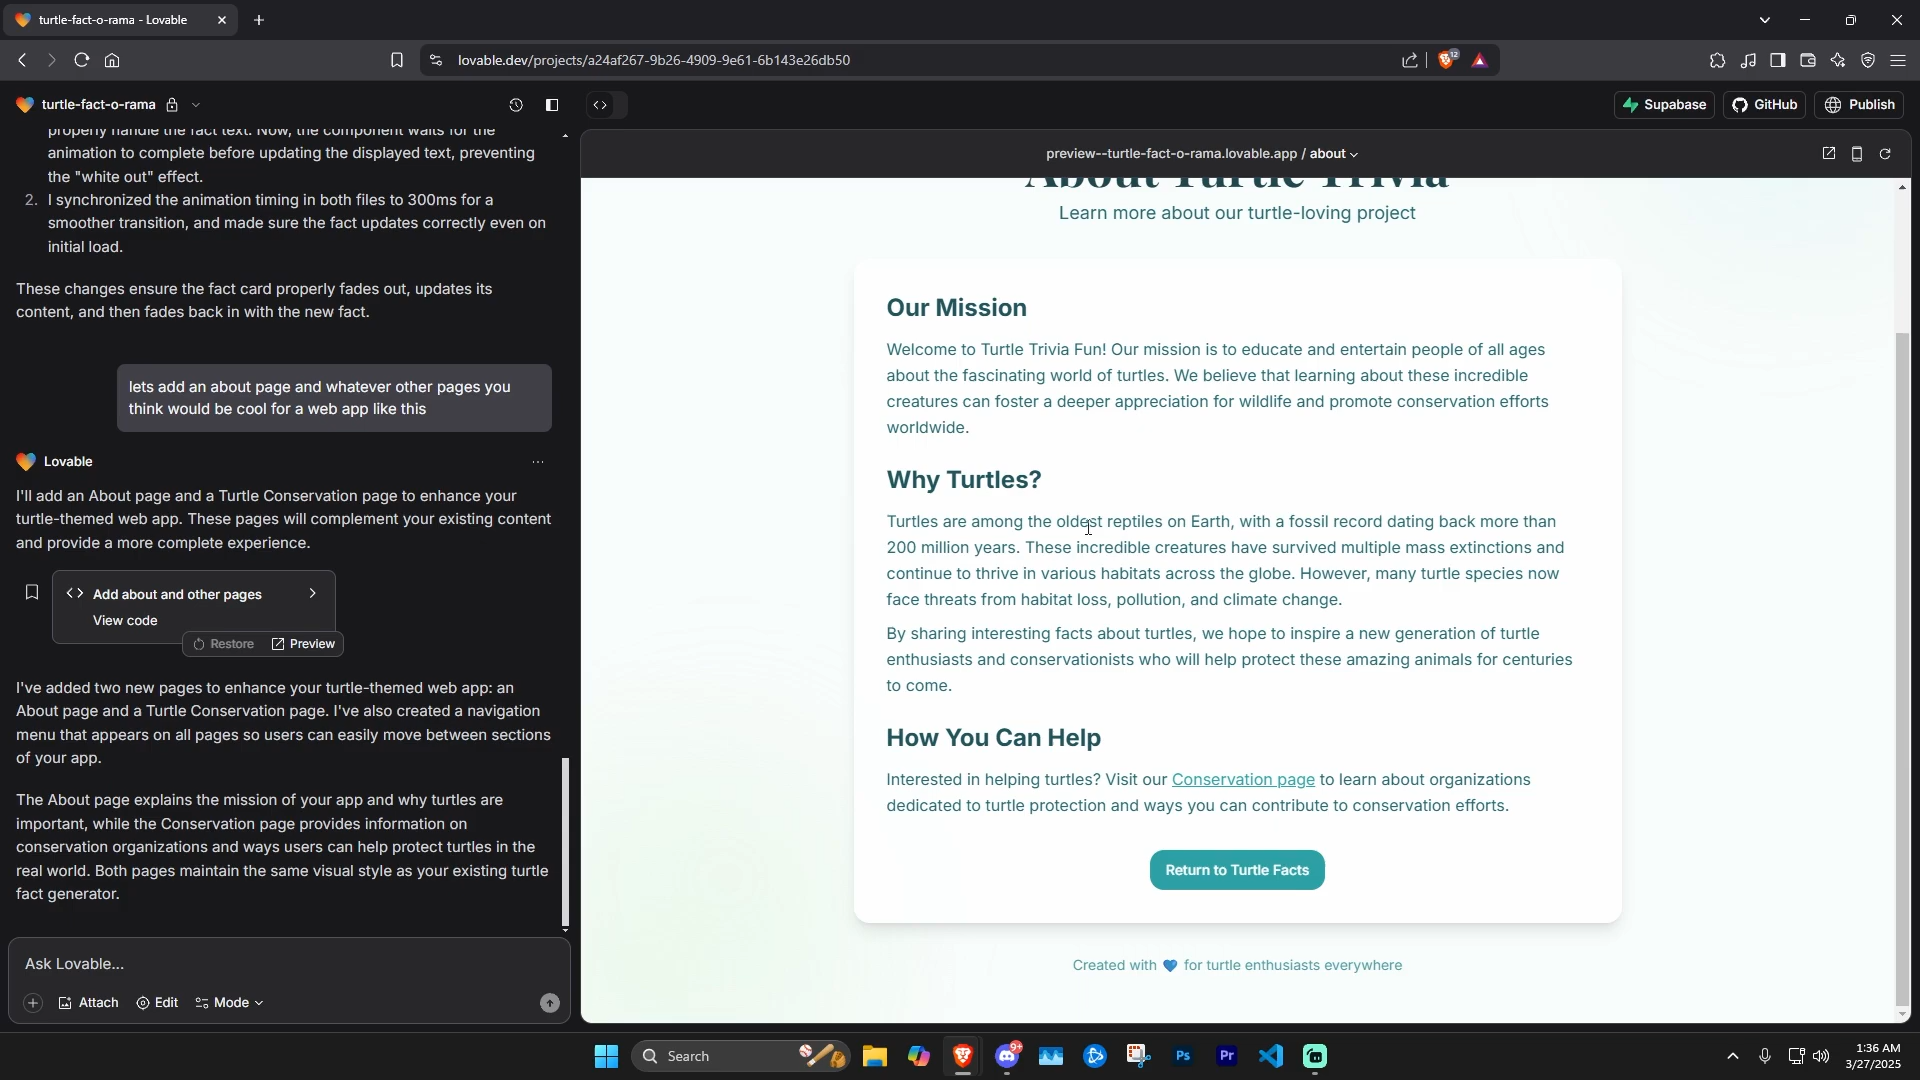 turtle-fact-o-rama - Lovable
lovable.dev/projects/a24af267-9b26-4909-9e61-6b143e26db50
12
turtle-fact-o-rama
Supabase
GitHub
Publish
properly handle the fact text. Now, the component waits for the
animation to complete before updating the displayed text, preventing
the "white out" effect.
2. I synchronized the animation timing in both files to 300ms for a
smoother transition, and made sure the fact updates correctly even on
initial load.
These changes ensure the fact card properly fades out, updates its
content, and then fades back in with the new fact.
lets add an about page and whatever other pages you
think would be cool for a web app like this
Lovable
I'll add an About page and a Turtle Conservation page to enhance your
turtle-themed web app. These pages will complement your existing content
and provide a more complete experience.
Add about and other pages
View code
Restore
Preview
I've added two new pages to enhance your turtle-themed web app: an
About page and a Turtle Conservation page. I've also created a navigation
menu that appears on all pages so users can easily move between sections
of your app.
The About page explains the mission of your app and why turtles are
important, while the Conservation page provides information on
conservation organizations and ways users can help protect turtles in the
real world. Both pages maintain the same visual style as your existing turtle
fact generator.
Ask Lovable...
Attach
Edit
Mode
preview--turtle-fact-o-rama.lovable.app / about
About Turtle Trivia
Learn more about our turtle-loving project
Our Mission
Welcome to Turtle Trivia Fun! Our mission is to educate and entertain people of all ages
about the fascinating world of turtles. We believe that learning about these incredible
creatures can foster a deeper appreciation for wildlife and promote conservation efforts
worldwide.
Why Turtles?
Turtles are among the oldest reptiles on Earth, with a fossil record dating back more than
200 million years. These incredible creatures have survived multiple mass extinctions and
continue to thrive in various habitats across the globe. However, many turtle species now
face threats from habitat loss, pollution, and climate change.
By sharing interesting facts about turtles, we hope to inspire a new generation of turtle
enthusiasts and conservationists who will help protect these amazing animals for centuries
to come.
How You Can Help
Interested in helping turtles? Visit our Conservation page to learn about organizations
dedicated to turtle protection and ways you can contribute to conservation efforts.
Return to Turtle Facts
Created with 💙 for turtle enthusiasts everywhere
Search
9+
Ps
Pr
1:36 AM
3/27/2025